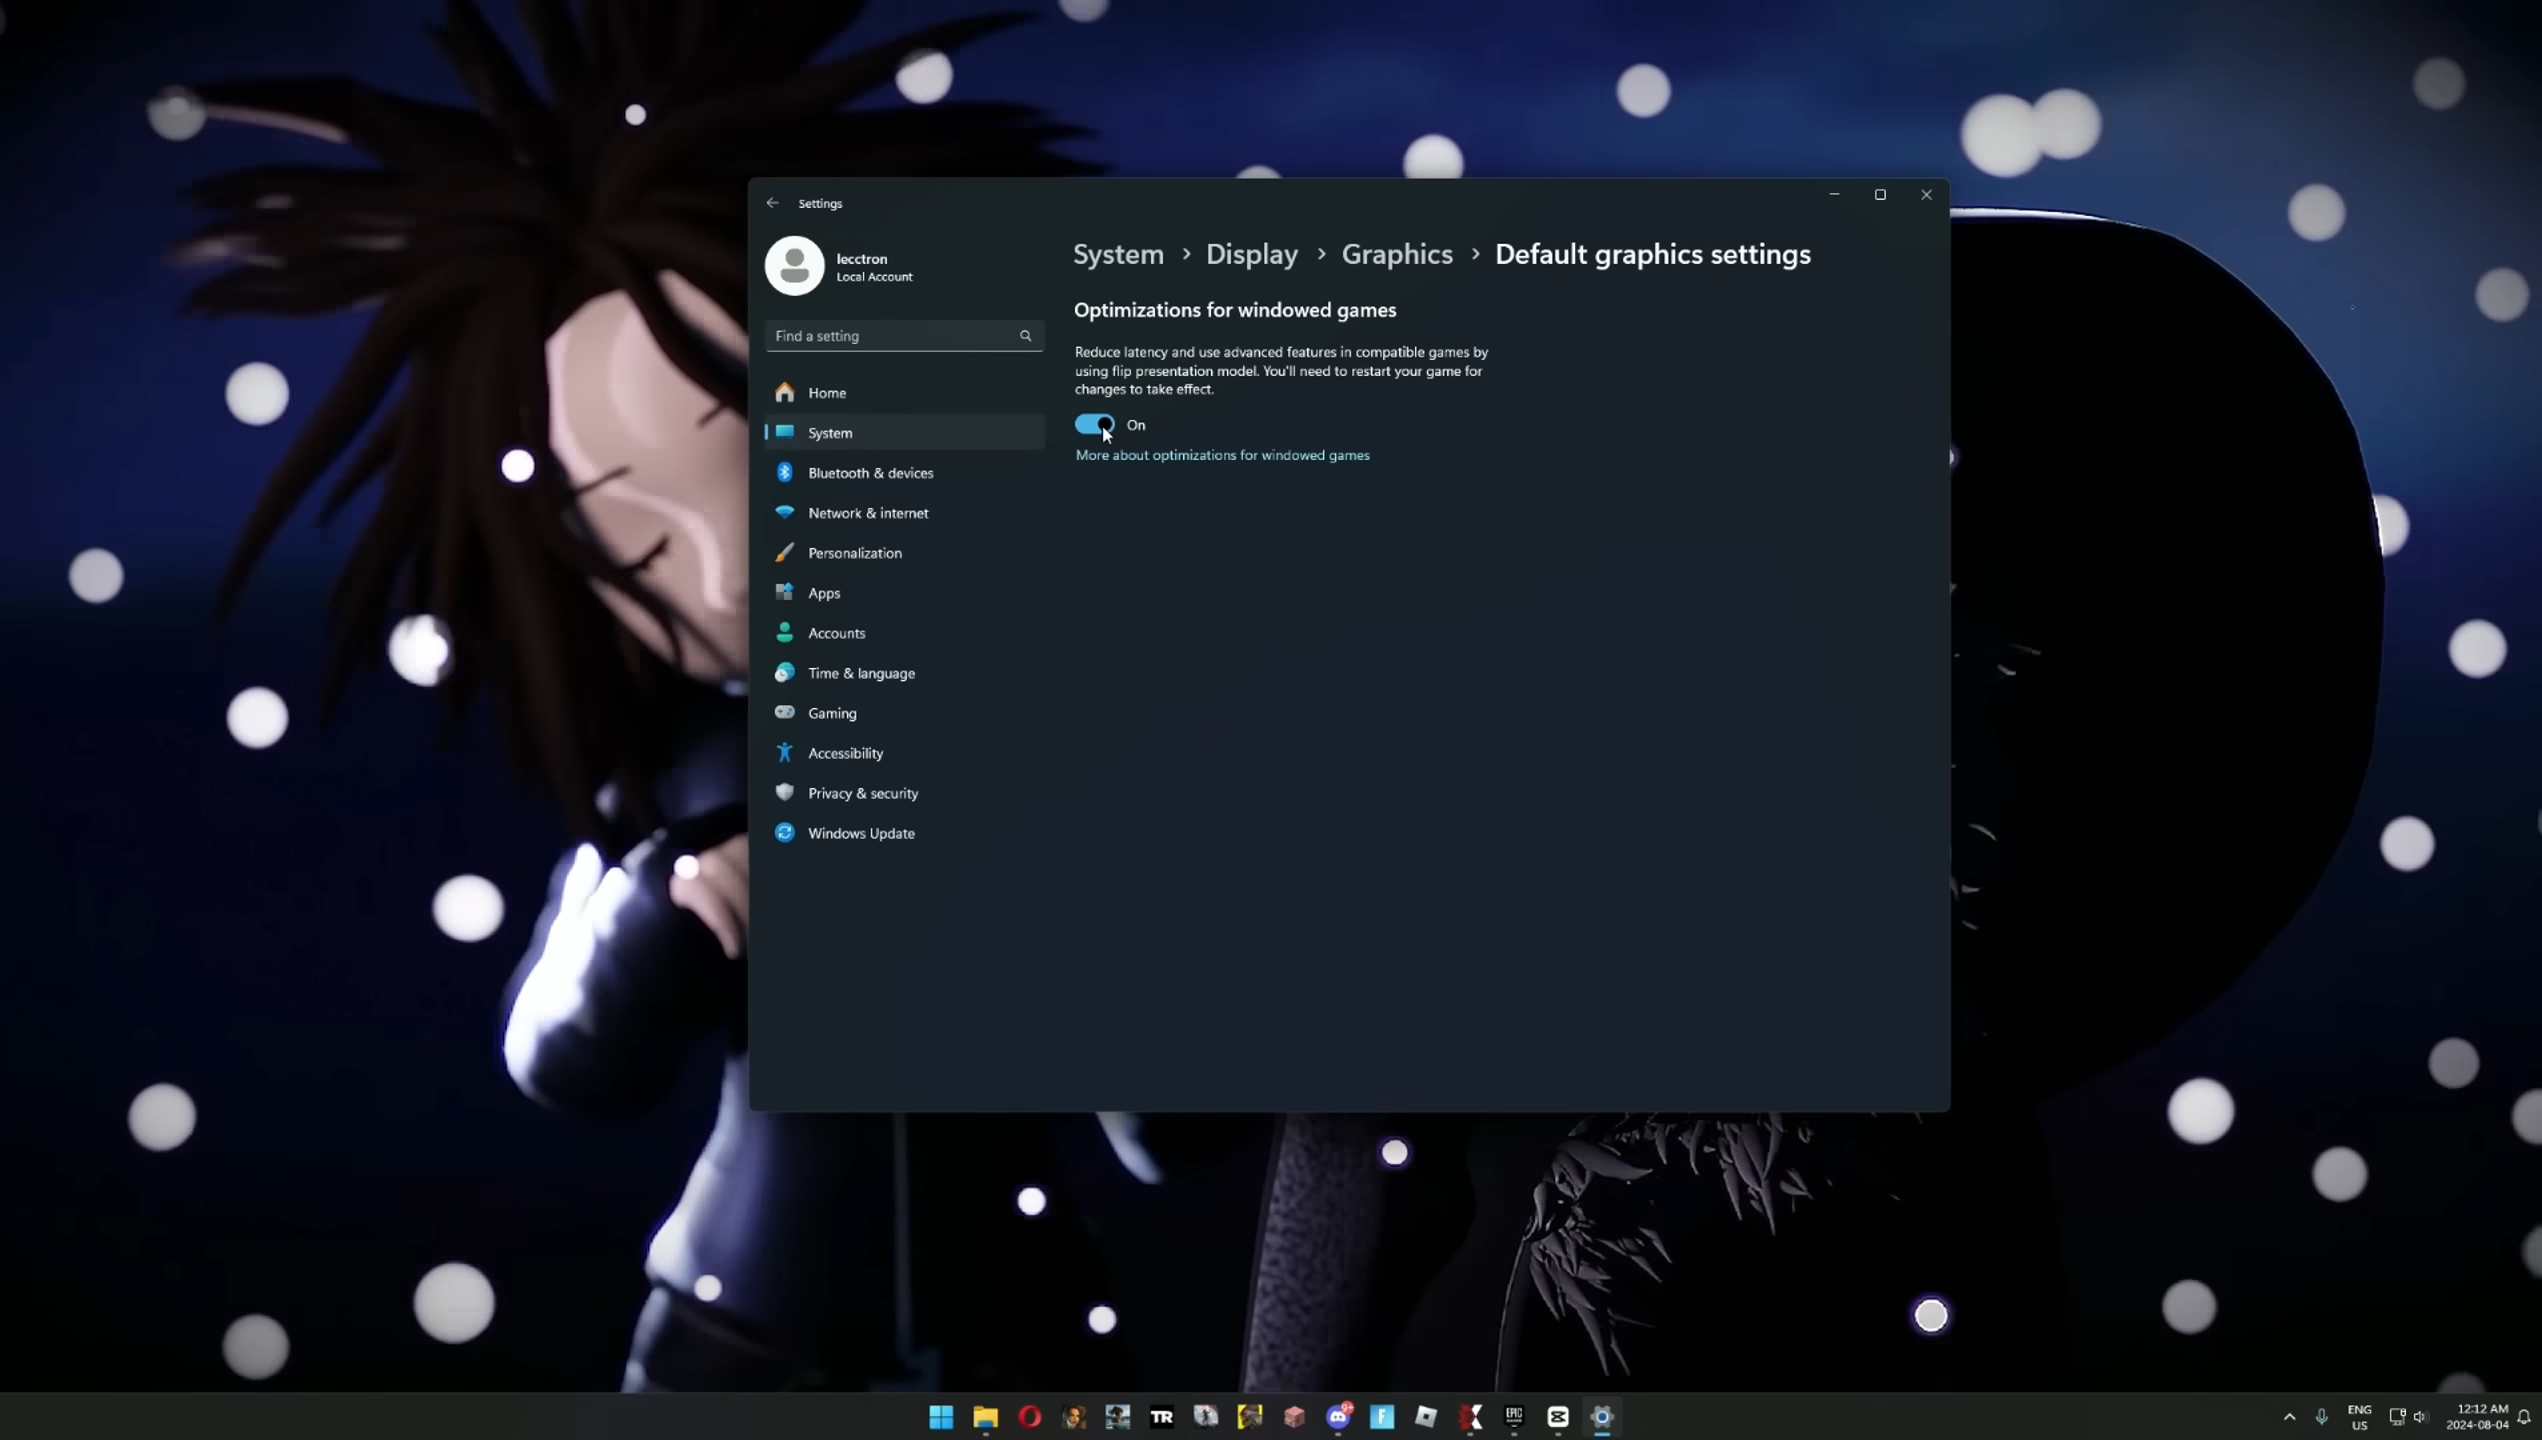 Settings
lecctron
Local Account
Find a setting
Home
System
Bluetooth & devices
Network & internet
Personalization
Apps
Accounts
Time & language
Gaming
Accessibility
Privacy & security
Windows Update
System > Display > Graphics > Default graphics settings
Optimizations for windowed games
Reduce latency and use advanced features in compatible games by
using flip presentation model. You'll need to restart your game for
changes to take effect.
On
More about optimizations for windowed games
TR
9+
F
EPIC
ENG
US
12:12 AM
2024-08-04